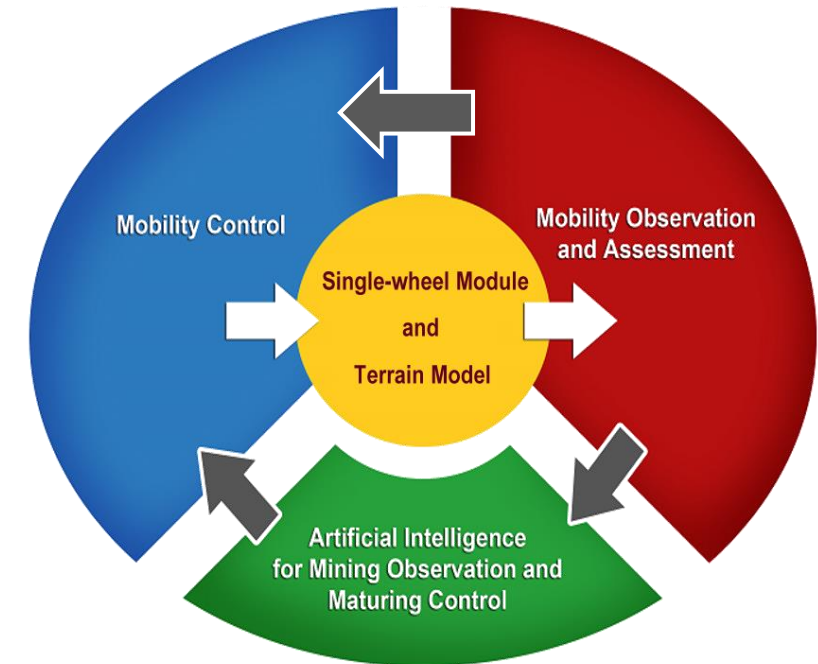 Mobility Control
Mobility Observation
and Assessment
Single-wheel Module
and
Terrain Model
Artificial Intelligence
for Mining Observation and
Maturing Control